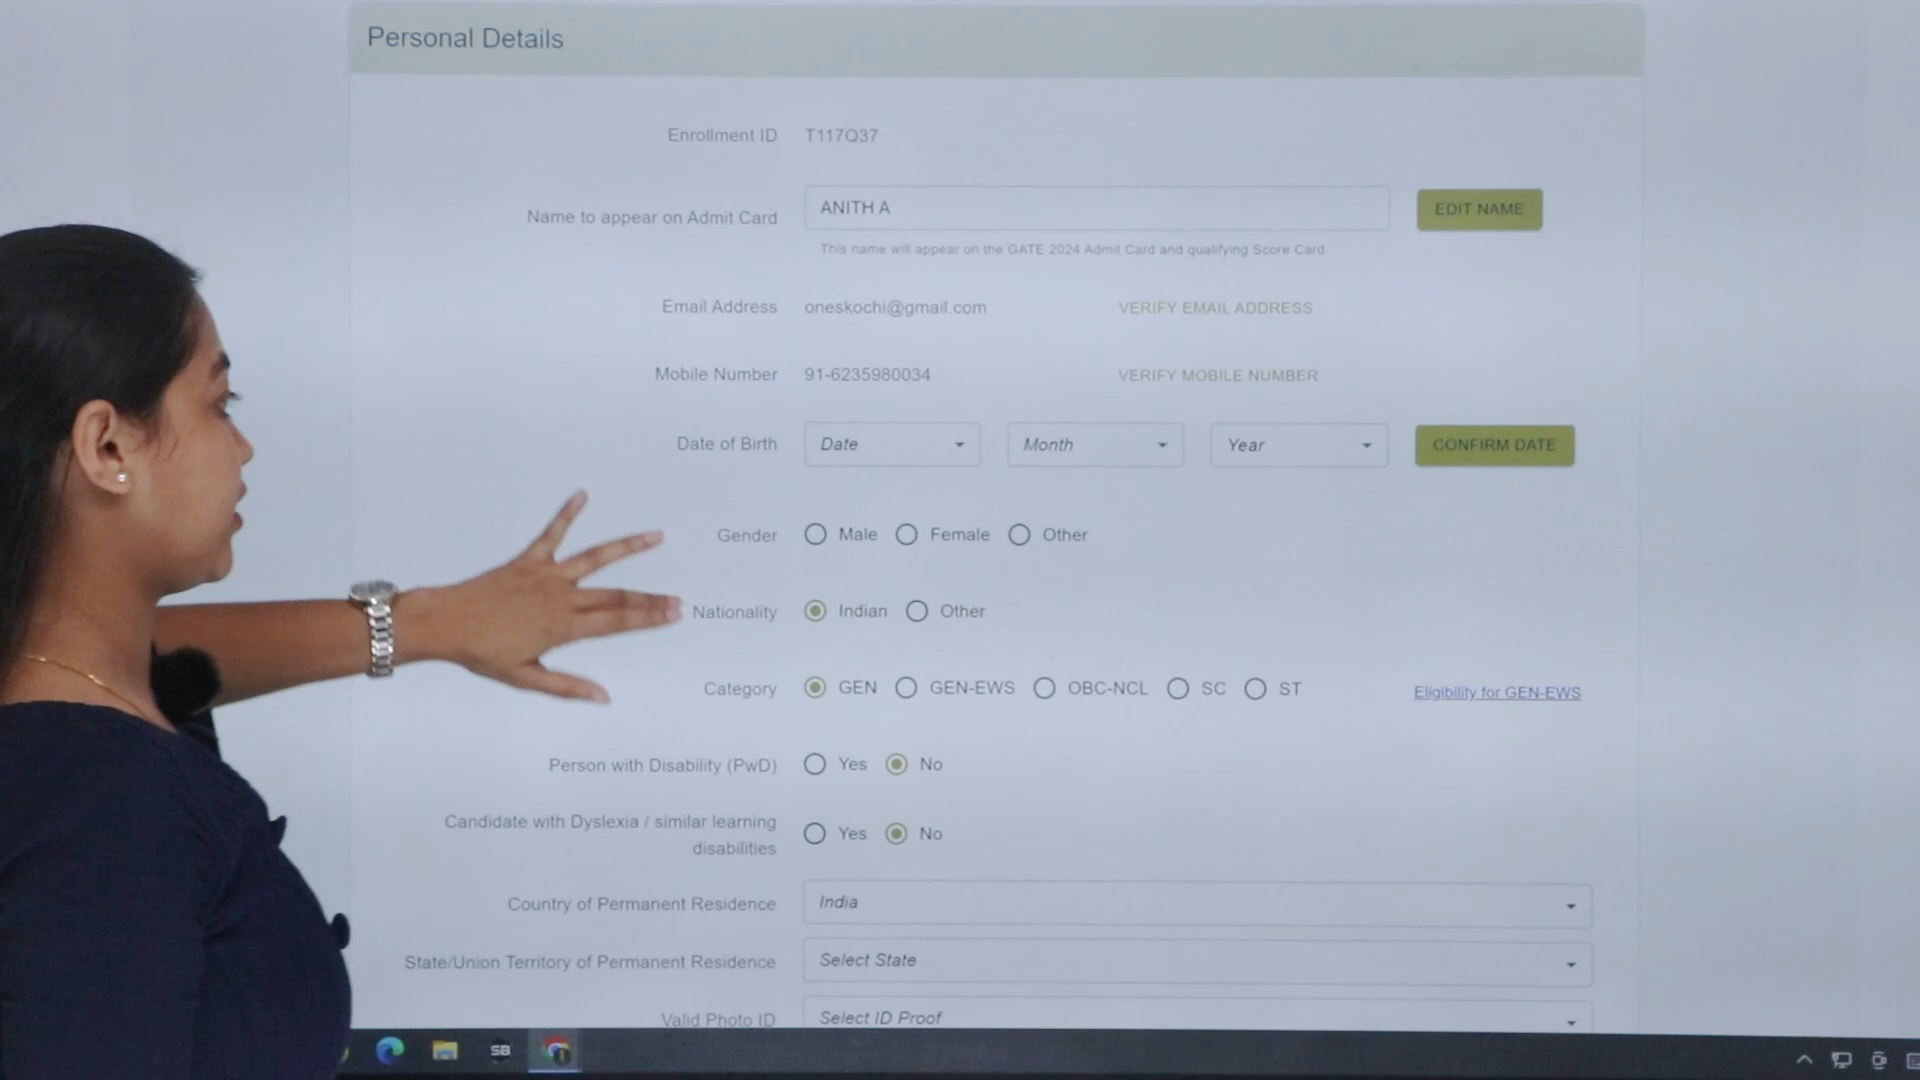 Personal Details
Enrollment ID T117Q37
Name to appear on Admit Card ANITH A EDIT NAME
This name will appear on the GATE 2024 Admit Card and qualifying Score Card
Email Address oneskochi@gmail.com VERIFY EMAIL ADDRESS
Mobile Number 91-6235980034 VERIFY MOBILE NUMBER
Date of Birth Date Month Year CONFIRM DATE
Gender Male Female Other
Nationality Indian Other
Category GEN GEN-EWS OBC-NCL SC ST Eligibility for GEN-EWS
Person with Disability (PwD) Yes No
Candidate with Dyslexia / similar learning
disabilities Yes No
Country of Permanent Residence India
State/Union Territory of Permanent Residence Select State
Valid Photo ID Select ID Proof
SB